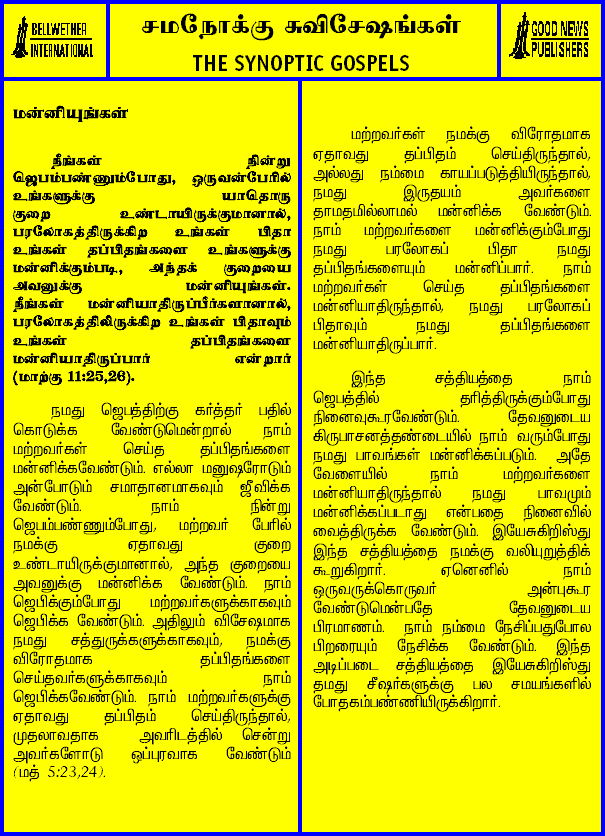 BELLWETHER
INTERNATIONAL
சமநோக்கு சுவிசேஷங்கள்
THE SYNOPTIC GOSPELS
GOOD NEWS
PUBLISHERS
மன்னியுங்கள்
நீங்கள் நின்று
ஜெபம்பண்ணும்போது, ஒருவன்பேரில்
உங்களுக்கு யாதொரு
குறை உண்டாயிருக்குமானால்,
பரலோகத்திருக்கிற உங்கள் பிதா
உங்கள் தப்பிதங்களை உங்களுக்கு
மன்னிக்கும்படி, அந்தக் குறையை
அவனுக்கு மன்னியுங்கள்.
நீங்கள் மன்னியாதிருப்பீர்களானால்,
பரலோகத்திலிருக்கிற உங்கள் பிதாவும்
உங்கள் தப்பிதங்களை
மன்னியாதிருப்பார் என்றார்
(மாற்கு 11:25,26).
நமது ஜெபத்திற்கு கர்த்தர் பதில்
கொடுக்க வேண்டுமென்றால் நாம்
மற்றவர்கள் செய்த தப்பிதங்களை
மன்னிக்கவேண்டும். எல்லா மனுஷரோடும்
அன்போடும் சமாதானமாகவும் ஜீவிக்க
வேண்டும். நாம் நின்று
ஜெபம்பண்ணும்போது, மற்றவர் பேரில்
நமக்கு ஏதாவது குறை
உண்டாயிருக்குமானால், அந்த குறையை
அவனுக்கு மன்னிக்க வேண்டும். நாம்
ஜெபிக்கும்போது மற்றவர்களுக்காகவும்
ஜெபிக்க வேண்டும். அதிலும் விசேஷமாக
நமது சத்துருக்களுக்காகவும், நமக்கு
விரோதமாக தப்பிதங்களை
செய்தவர்களுக்காகவும் நாம்
ஜெபிக்கவேண்டும். நாம் மற்றவர்களுக்கு
ஏதாவது தப்பிதம் செய்திருந்தால்,
முதலாவதாக அவரிடத்தில் சென்று
அவர்களோடு ஒப்புரவாக வேண்டும்
(மத் 5:23,24).
மற்றவர்கள் நமக்கு விரோதமாக
ஏதாவது தப்பிதம் செய்திருந்தால்,
அல்லது நம்மை காயப்படுத்தியிருந்தால்,
நமது இருதயம் அவர்களை
தாமதமில்லாமல் மன்னிக்க வேண்டும்.
நாம் மற்றவர்களை மன்னிக்கும்போது
நமது பரலோகப் பிதா நமது
தப்பிதங்களையும் மன்னிப்பார். நாம்
மற்றவர்கள் செய்த தப்பிதங்களை
மன்னியாதிருந்தால், நமது பரலோகப்
பிதாவும் நமது தப்பிதங்களை
மன்னியாதிருப்பார்.
இந்த சத்தியத்தை நாம்
ஜெபத்தில் தரித்திருக்கும்போது
நினைவுகூரவேண்டும். தேவனுடைய
கிருபாசனத்தண்டையில் நாம் வரும்போது
நமது பாவங்கள் மன்னிக்கப்படும். அதே
வேளையில் நாம் மற்றவர்களை
மன்னியாதிருந்தால் நமது பாவமும்
மன்னிக்கப்படாது என்பதை நினைவில்
வைத்திருக்க வேண்டும். இயேசுகிறிஸ்து
இந்த சத்தியத்தை நமக்கு வலியுறுத்திக்
கூறுகிறார். ஏனெனில் நாம்
ஒருவருக்கொருவர் அன்புகூர
வேண்டுமென்பதே தேவனுடைய
பிரமாணம். நாம் நம்மை நேசிப்பதுபோல
பிறரையும் நேசிக்க வேண்டும். இந்த
அடிப்படை சத்தியத்தை இயேசுகிறிஸ்து
தமது சீஷர்களுக்கு பல சமயங்களில்
போதகம்பண்ணியிருக்கிறார்.